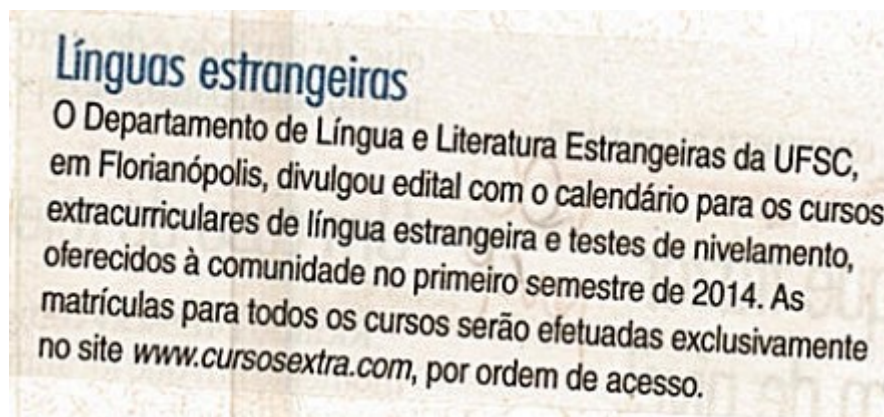 Línguas estrangeiras
O Departamento de Língua e Literatura Estrangeiras da UFSC,
em Florianópolis, divulgou edital com o calendário para os cursos
extracurriculares de língua estrangeira e testes de nivelamento,
oferecidos à comunidade no primeiro semestre de 2014. As
matrículas para todos os cursos serão efetuadas exclusivamente
no site www.cursosextra.com, por ordem de acesso.